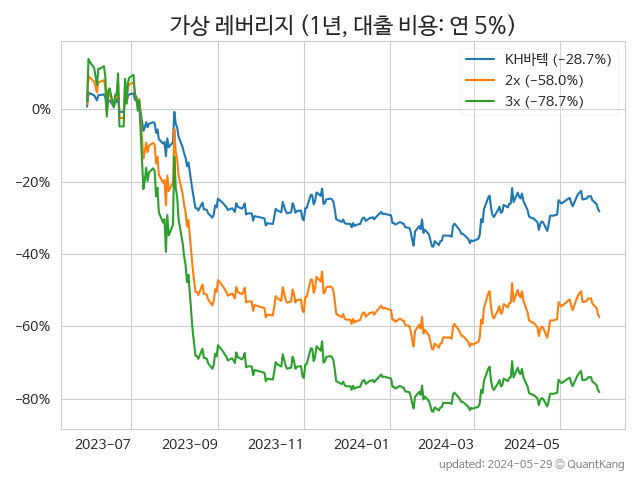 가상 레버리지 (1년, 대출 비용: 연 5%)
KH바텍 (−28.7%)
2x (−58.0%)
3x (−78.7%)
0%
−20%
−40%
−60%
−80%
2023-07 2023-09 2023-11 2024-01 2024-03 2024-05
updated: 2024-05-29 © QuantKang